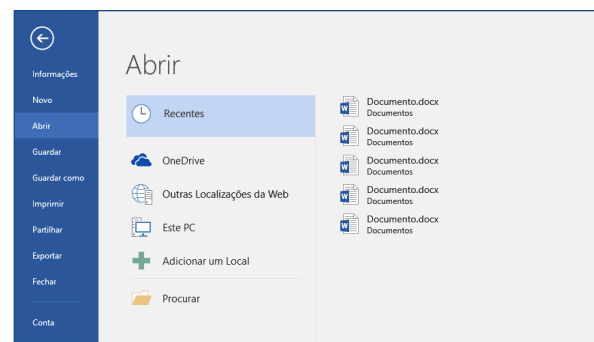 Informações
Novo
Abrir
Guardar
Guardar como
Imprimir
Partilhar
Exportar
Fechar
Conta
Abrir
Recentes
OneDrive
Outras Localizações da Web
Este PC
Adicionar um Local
Procurar
Documento.docx
Documentos
Documento.docx
Documentos
Documento.docx
Documentos
Documento.docx
Documentos
Documento.docx
Documentos